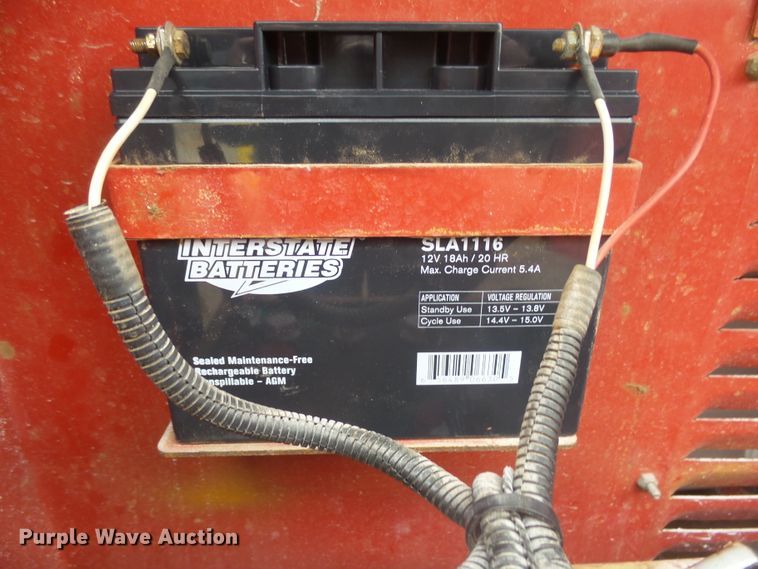 INTERSTATE
BATTERIES
SLA1116
12V 18Ah / 20 HR
Max. Charge Current 5.4A
APPLICATION VOLTAGE REGULATION
Standby Use 13.5V – 13.8V
Cycle Use 14.4V – 15.0V
Sealed Maintenance-Free
Rechargeable Battery
Nonspillable – AGM
Purple Wave Auction